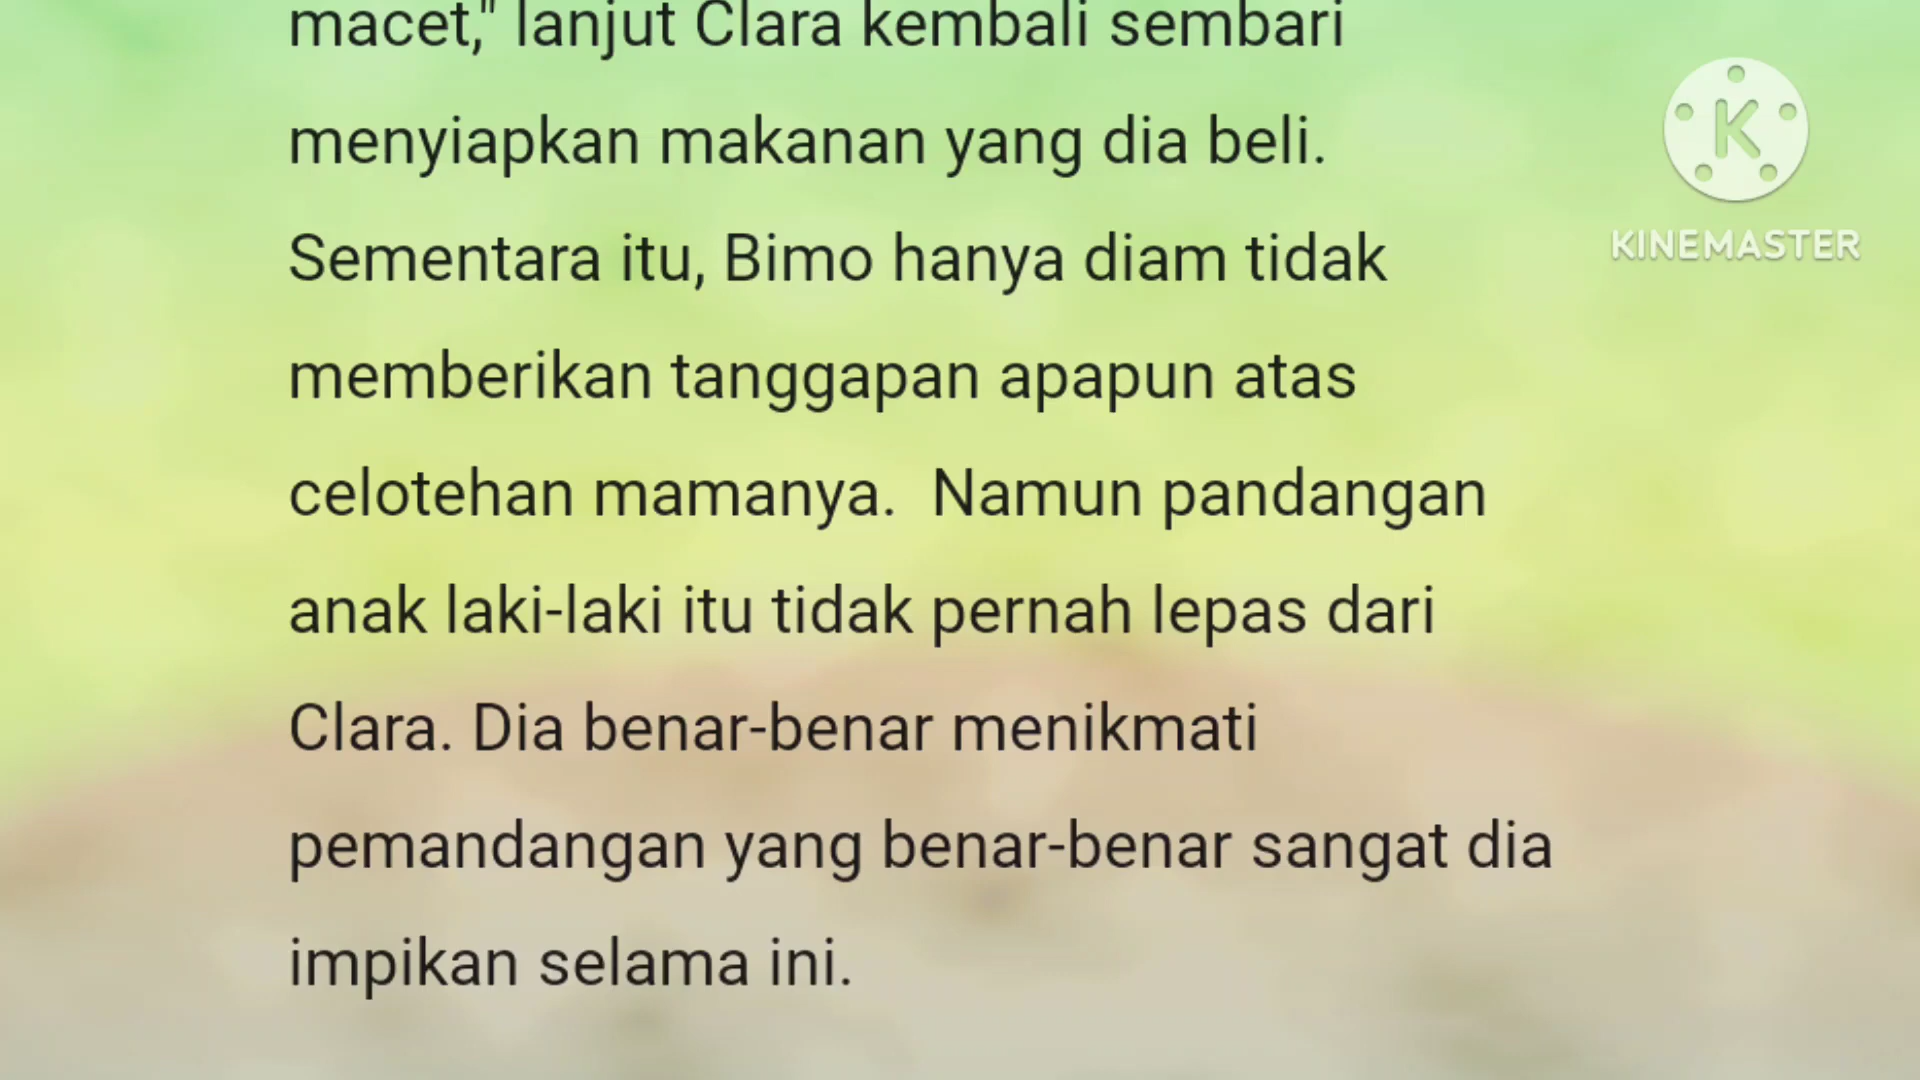 macet," lanjut Clara kembali sembari
menyiapkan makanan yang dia beli.
Sementara itu, Bimo hanya diam tidak
memberikan tanggapan apapun atas
celotehan mamanya.  Namun pandangan
anak laki-laki itu tidak pernah lepas dari
Clara. Dia benar-benar menikmati
pemandangan yang benar-benar sangat dia
impikan selama ini.
K
KINEMASTER